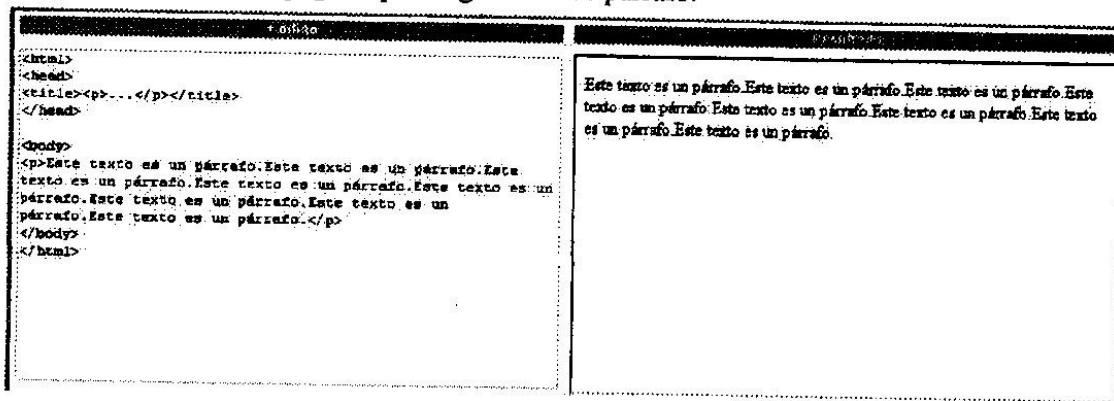 párrafo.
Código
Resultado
<html>
<head>
<title><p>...</p></title>
</head>
<body>
<p>Este texto es un párrafo.Este texto es un párrafo.Este
texto es un párrafo.Este texto es un párrafo.Este texto es un
párrafo.Este texto es un párrafo.Este texto es un
párrafo.Este texto es un párrafo.</p>
</body>
</html>
Este texto es un párrafo.Este texto es un párrafo.Este texto es un párrafo.Este
texto es un párrafo.Este texto es un párrafo.Este texto es un párrafo.Este texto
es un párrafo.Este texto es un párrafo.